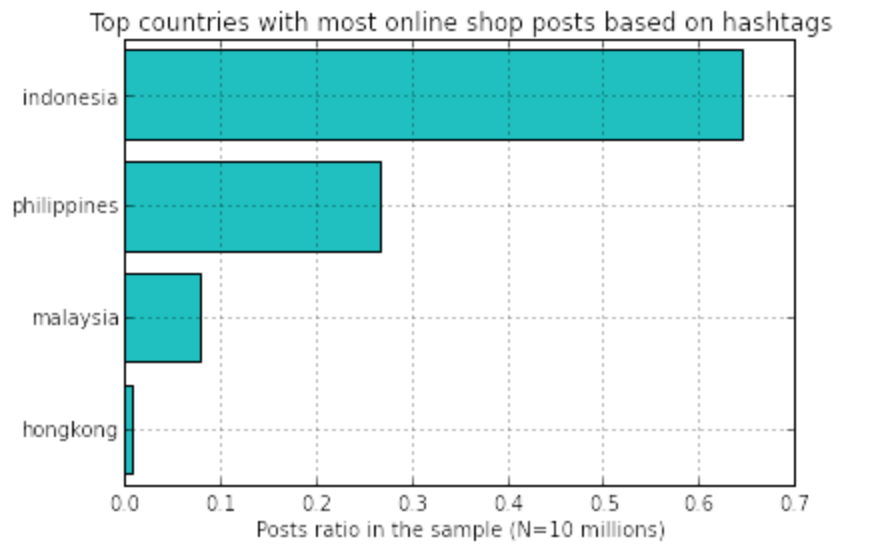 Top countries with most online shop posts based on hashtags
indonesia
philippines
malaysia
hongkong
0.0 0.1 0.2 0.3 0.4 0.5 0.6 0.7
Posts ratio in the sample (N=10 millions)